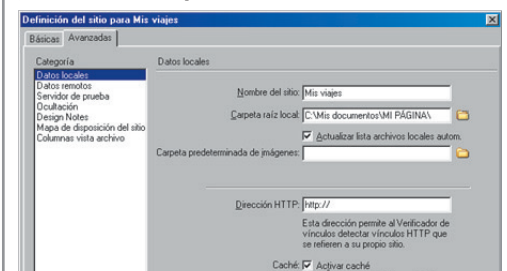 Definición del sitio para Mis viajes
Básicas Avanzadas
Categoría
Datos locales
Datos remotos
Servidor de prueba
Ocultación
Design Notes
Mapa de disposición del sitio
Columnas vista archivo
Datos locales
Nombre del sitio: Mis viajes
Carpeta raíz local: C:\Mis documentos\MI PÁGINA\
Actualizar lista archivos locales autom.
Carpeta predeterminada de imágenes:
Dirección HTTP: http://
Esta dirección permite al Verificador de
vínculos detectar vínculos HTTP que
se refieren a su propio sitio.
Caché: Activar caché